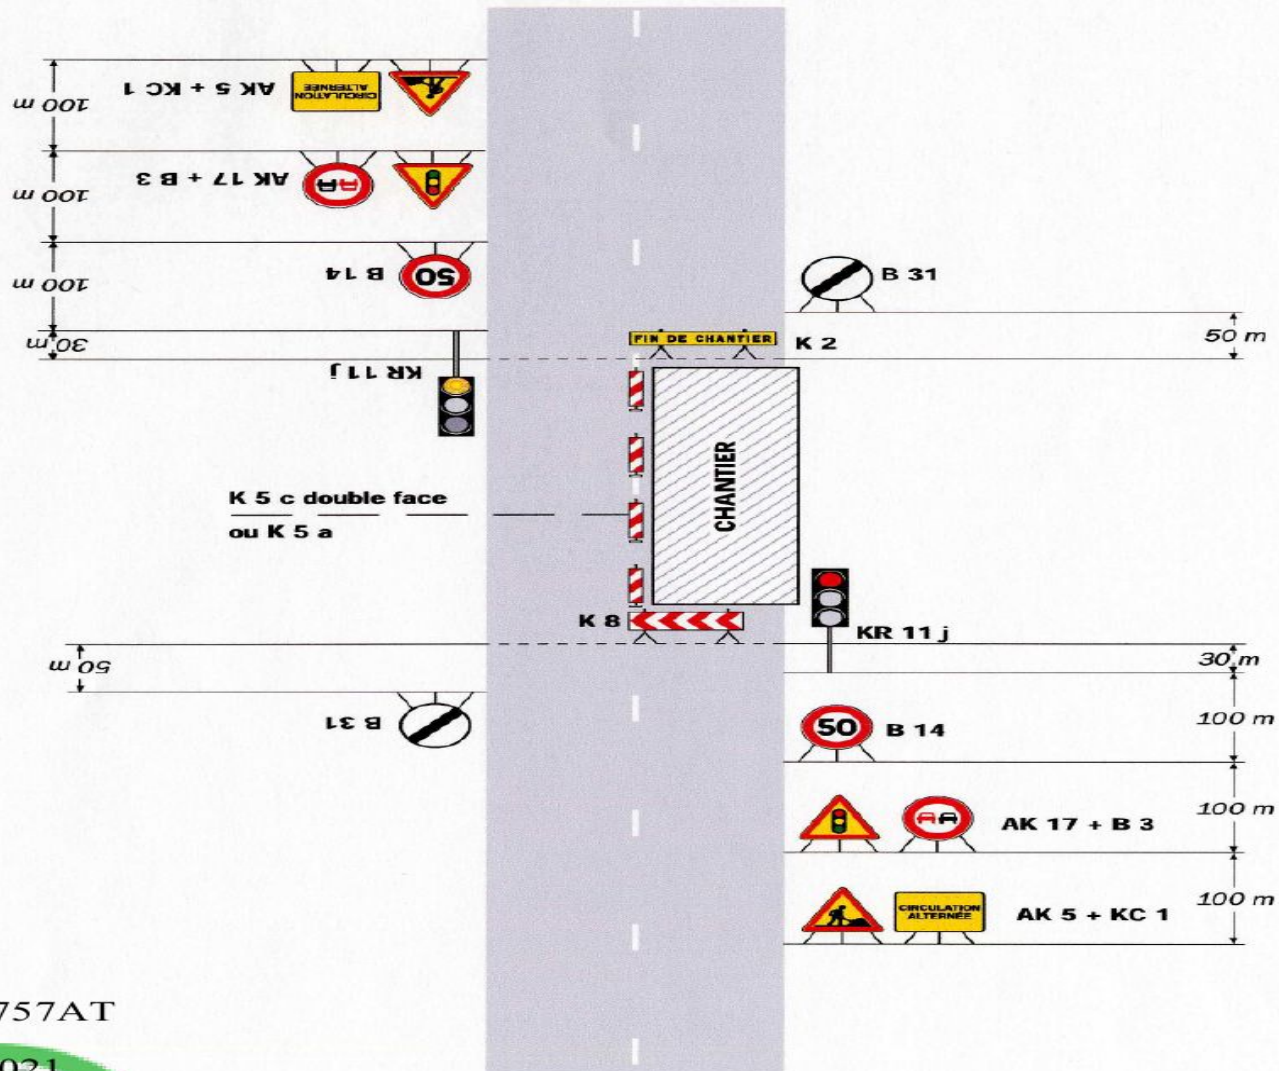 100 m
AK 5 + KC 1
CIRCULATION
ALTERNÉE
100 m
AK 17 + B 3
100 m
B 14
50
B 31
30 m
KR 11 j
FIN DE CHANTIER
K 2
50 m
K 5 c double face
ou K 5 a
CHANTIER
K 8
KR 11 j
50 m
30 m
B 31
50
B 14
100 m
AK 17 + B 3
100 m
CIRCULATION
ALTERNÉE
AK 5 + KC 1
100 m
757AT
021